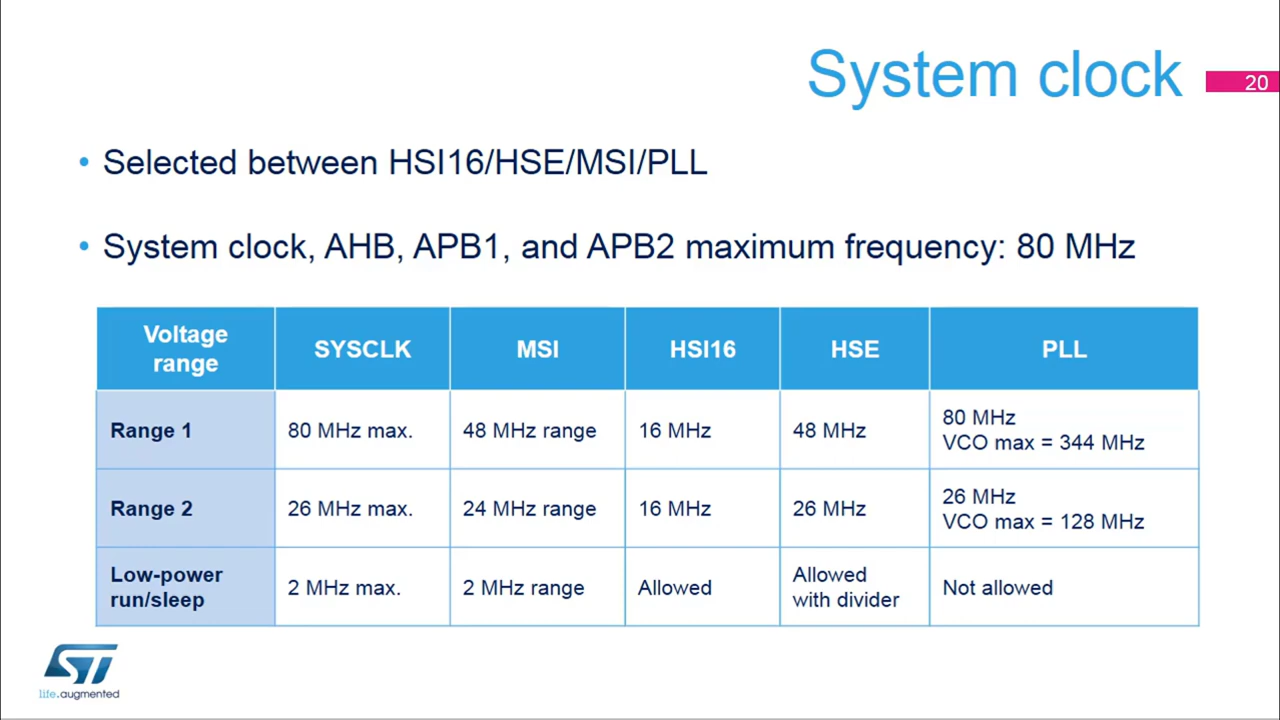 System clock
20
• Selected between HSI16/HSE/MSI/PLL
• System clock, AHB, APB1, and APB2 maximum frequency: 80 MHz
Voltage range SYSCLK MSI HSI16 HSE PLL
Range 1 80 MHz max. 48 MHz range 16 MHz 48 MHz 80 MHz VCO max = 344 MHz
Range 2 26 MHz max. 24 MHz range 16 MHz 26 MHz 26 MHz VCO max = 128 MHz
Low-power run/sleep 2 MHz max. 2 MHz range Allowed Allowed with divider Not allowed
ST
life.augmented